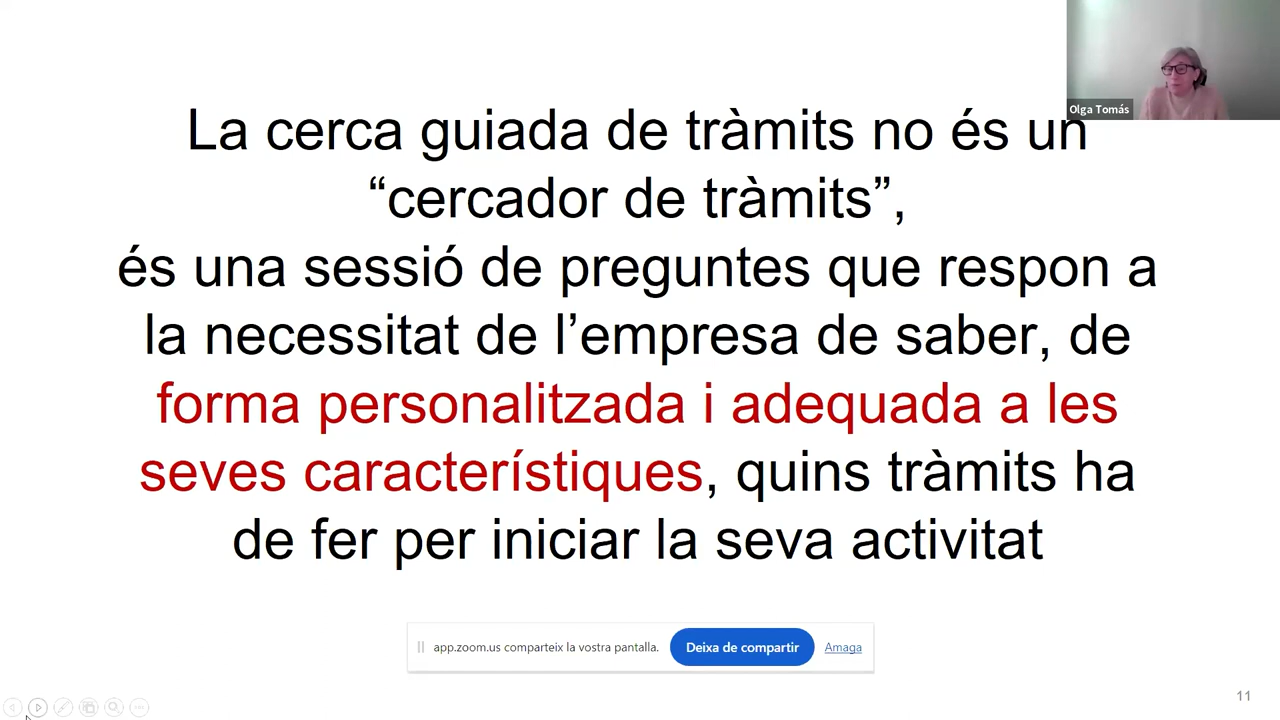 Olga Tomás
La cerca guiada de tràmits no és un
“cercador de tràmits”,
és una sessió de preguntes que respon a
la necessitat de l’empresa de saber, de
forma personalitzada i adequada a les
seves característiques, quins tràmits ha
de fer per iniciar la seva activitat
app.zoom.us comparteix la vostra pantalla. Deixa de compartir Amaga
11